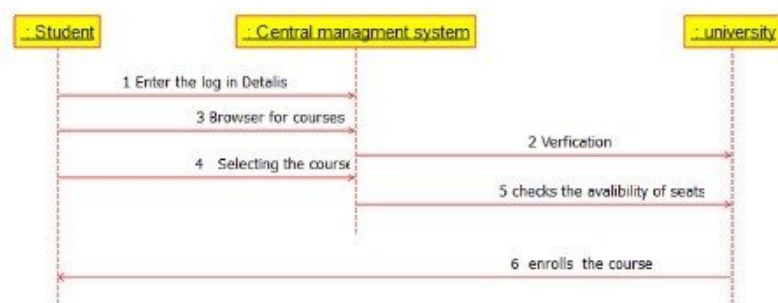 : Student
: Central managment system
: university
1 Enter the log in Detalis
3 Browser for courses
2 Verfication
4 Selecting the course
5 checks the avalibility of seats
6 enrolls the course